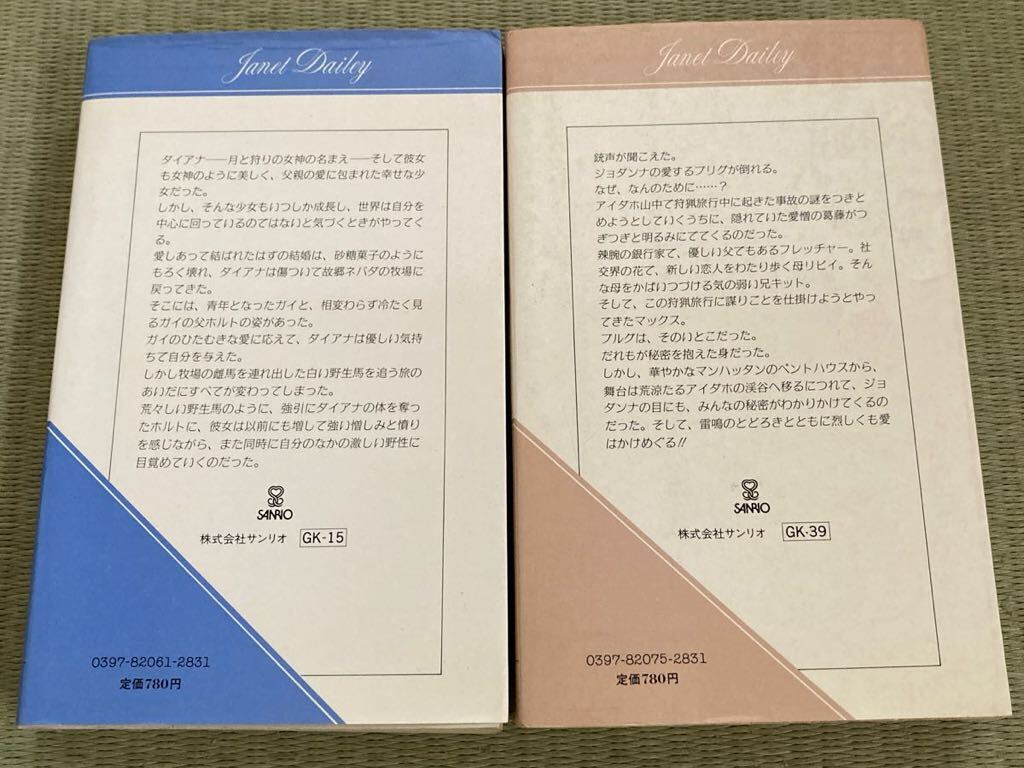 Janet Dailey
ダイアナ──月と狩りの女神の名まえ──そして彼女
も女神のように美しく、父親の愛に包まれた幸せな少
女だった。
しかし、そんな少女もいつしか成長し、世界は自分を
中心に回っているのではないと気づくときがやってく
る。
愛しあって結ばれたはずの結婚は、砂糖菓子のように
もろく壊れ、ダイアナは傷ついて故郷ネバダの牧場に
戻ってきた。
そこには、青年となったガイと、相変わらず冷たく見
るガイの父ホルトの姿があった。
ガイのひたむきな愛に応えて、ダイアナは優しい気持
ちで自分を与えた。
しかし牧場の雌馬を連れ出した白い野生馬を追う旅の
あいだにすべてが変わってしまった。
荒々しい野生馬のように、強引にダイアナの体を奪っ
たホルトに、彼女は以前にも増して強い憎しみと憤り
を感じながら、また同時に自分のなかの激しい野性に
目覚めていくのだった。
SANRIO
株式会社サンリオ GK-15
0397-82061-2831
定価780円
Janet Dailey
銃声が聞こえた。
ジョダンナの愛するフリグが倒れる。
なぜ、なんのために……?
アイダホ山中で狩猟旅行中に起きた事故の謎をつきと
めようとしていくうちに、隠れていた愛憎の葛藤がつ
ぎつぎと明るみにでてくるのだった。
辣腕の銀行家で、優しい父でもあるフレッチャー。社
交界の花で、新しい恋人をわたり歩く母リビイ。そん
な母をかばいつづける気の弱い兄キット。
そして、この狩猟旅行に謀りごとを仕掛けようとやっ
てきたマックス。
ブルグは、そのいとこだった。
だれもが秘密を抱えた身だった。
しかし、華やかなマンハッタンのペントハウスから、
舞台は荒涼たるアイダホの渓谷へ移るにつれて、ジョ
ダンナの目にも、みんなの秘密がわかりかけてくるの
だった。そして、雷鳴のとどろきとともに烈しくも愛
はかけめぐる!!
SANRIO
株式会社サンリオ GK-39
0397-82075-2831
定価780円